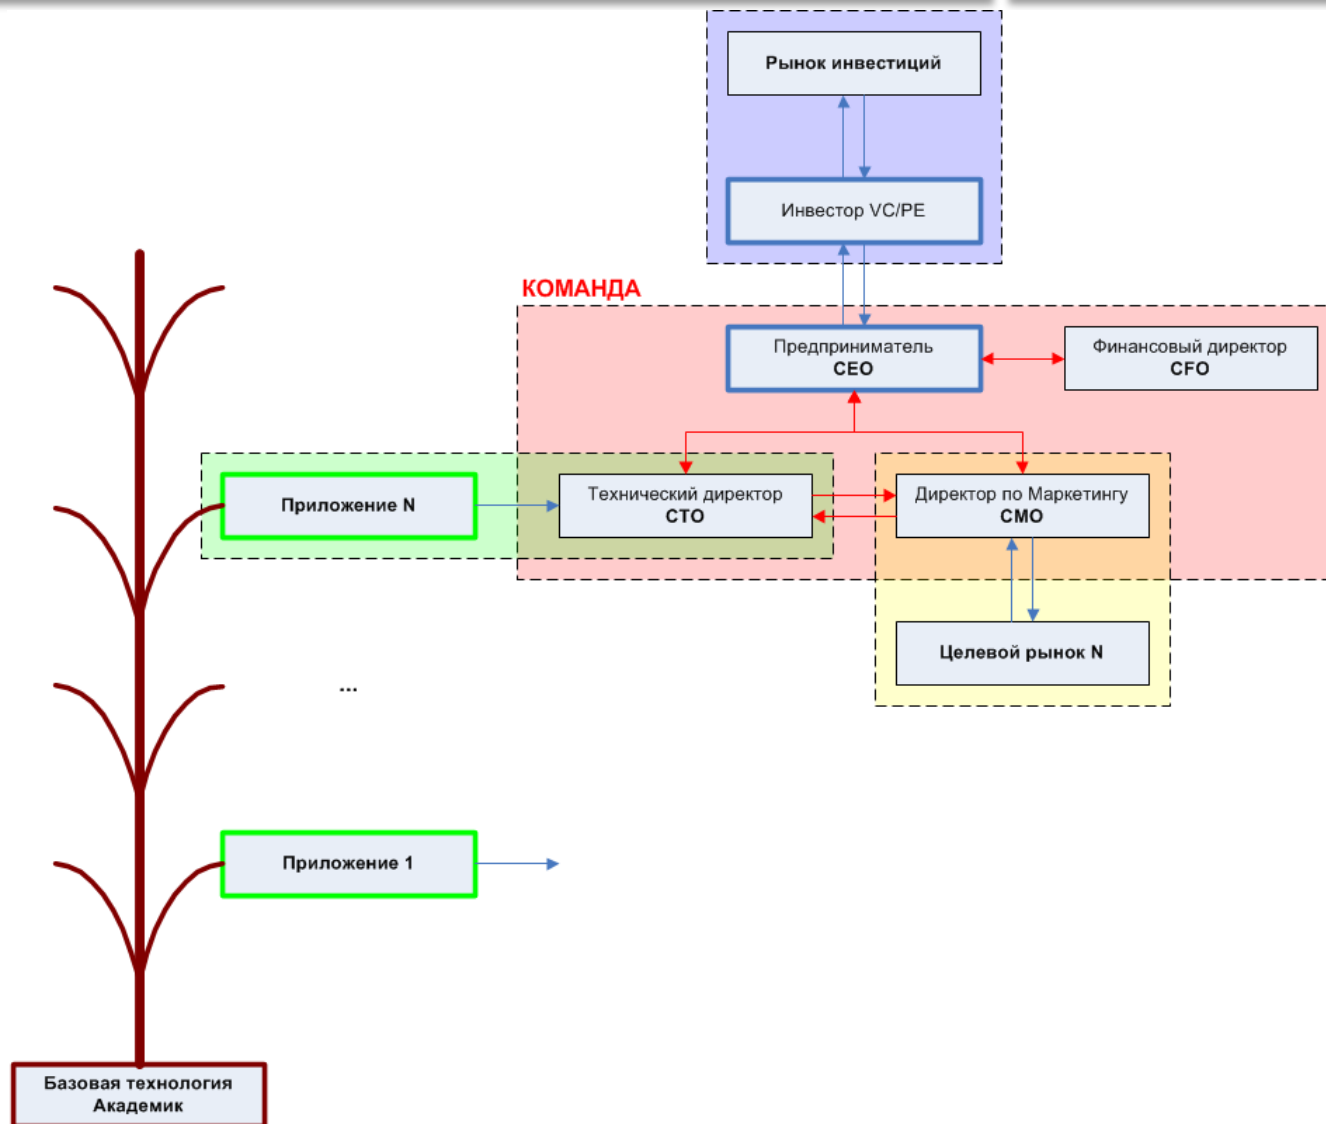 Рынок инвестиций
Инвестор VC/PE
КОМАНДА
Предприниматель
CEO
Финансовый директор
CFO
Приложение N
Технический директор
CTO
Директор по Маркетингу
CMO
Целевой рынок N
...
Приложение 1
Базовая технология
Академик